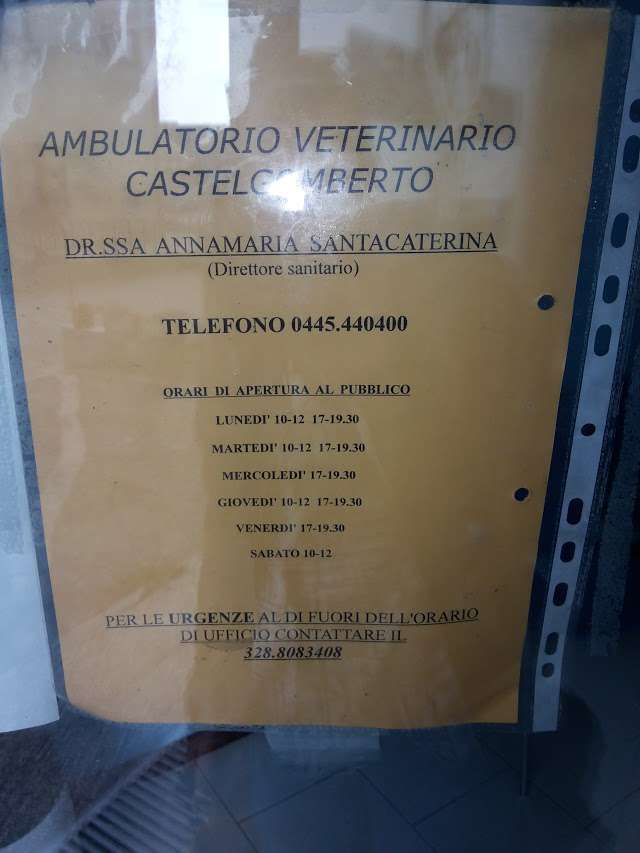 AMBULATORIO VETERINARIO
CASTELGOMBERTO
DR.SSA ANNAMARIA SANTACATERINA
(Direttore sanitario)
TELEFONO 0445.440400
ORARI DI APERTURA AL PUBBLICO
LUNEDI' 10-12 17-19.30
MARTEDI' 10-12 17-19.30
MERCOLEDI' 17-19.30
GIOVEDI' 10-12 17-19.30
VENERDI' 17-19.30
SABATO 10-12
PER LE URGENZE AL DI FUORI DELL'ORARIO
DI UFFICIO CONTATTARE IL
328.8083408